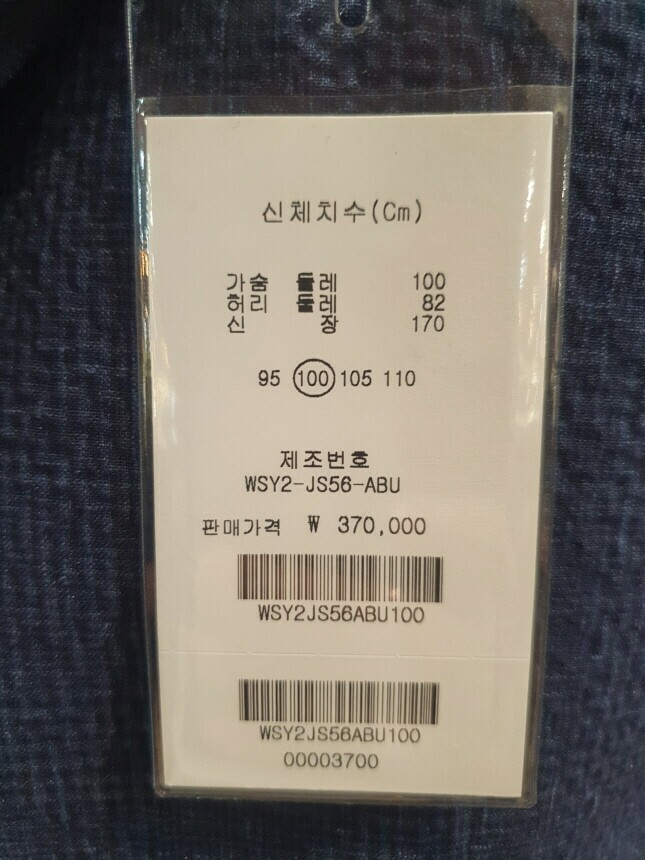 신체치수(Cm)
가슴 둘레 100
허리 둘레 82
신 장 170
95 100 105 110
제조번호
WSY2-JS56-ABU
판매가격 ₩ 370,000
WSY2JS56ABU100
WSY2JS56ABU100
00003700